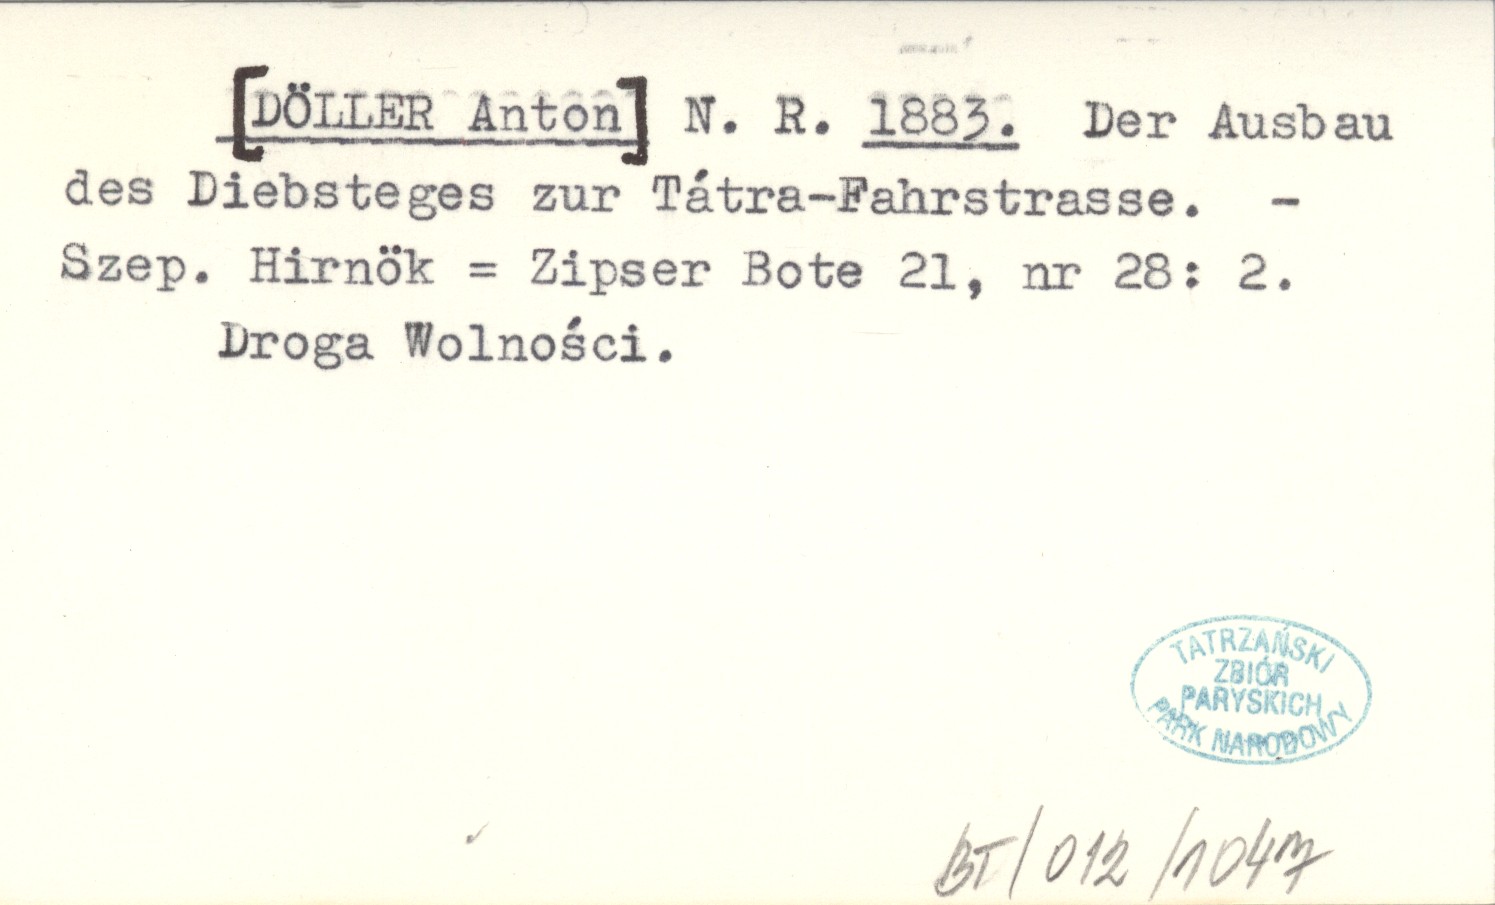 [DÖLLER Anton] N. R. 1883. Der Ausbau
des Diebsteges zur Tátra-Fahrstrasse. -
Szep. Hirnök = Zipser Bote 21, nr 28: 2.
Droga Wolności.
TATRZAŃSKI
ZBIÓR
PARYSKICH
PARK NARODOWY
BT/012/1047